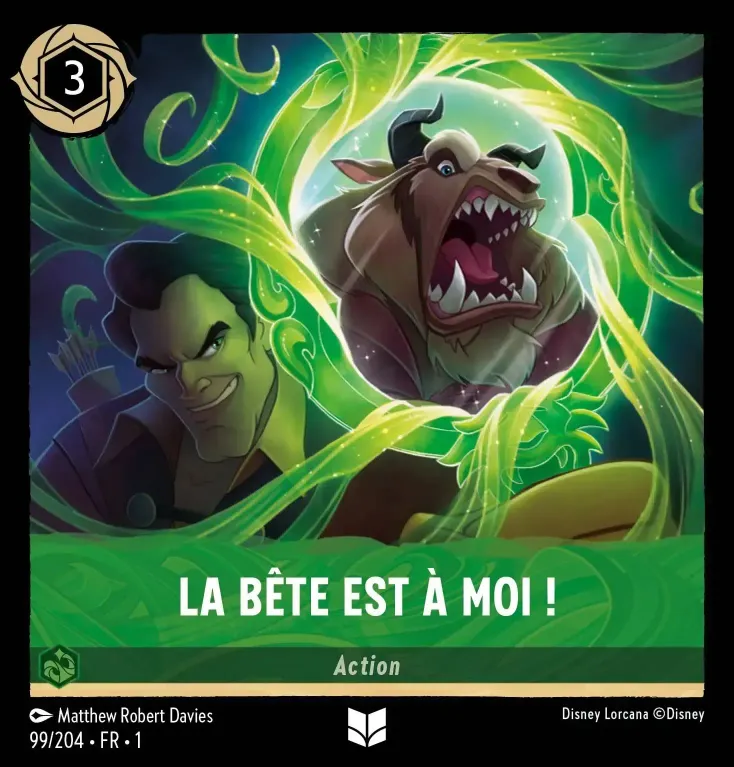 3
LA BÊTE EST À MOI !
Action
Matthew Robert Davies
Disney Lorcana ©Disney
99/204 • FR • 1